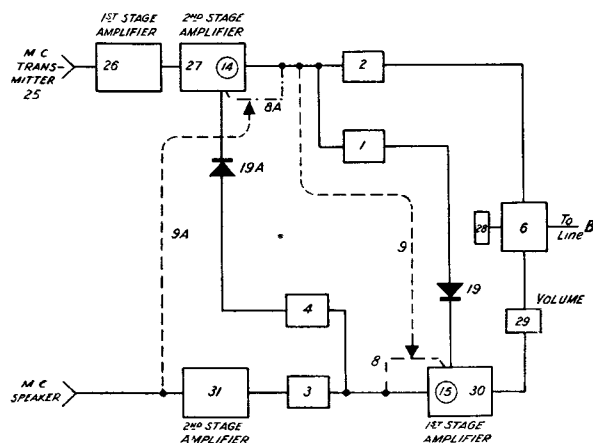 1ST STAGE
AMPLIFIER
2ND STAGE
AMPLIFIER
M C
TRANS-
MITTER
25
26
27
14
2
8A
1
19A
9A
9
28
6
To
Line
B
19
VOLUME
29
4
8
M C
SPEAKER
31
3
15
30
2ND STAGE
AMPLIFIER
1ST STAGE
AMPLIFIER